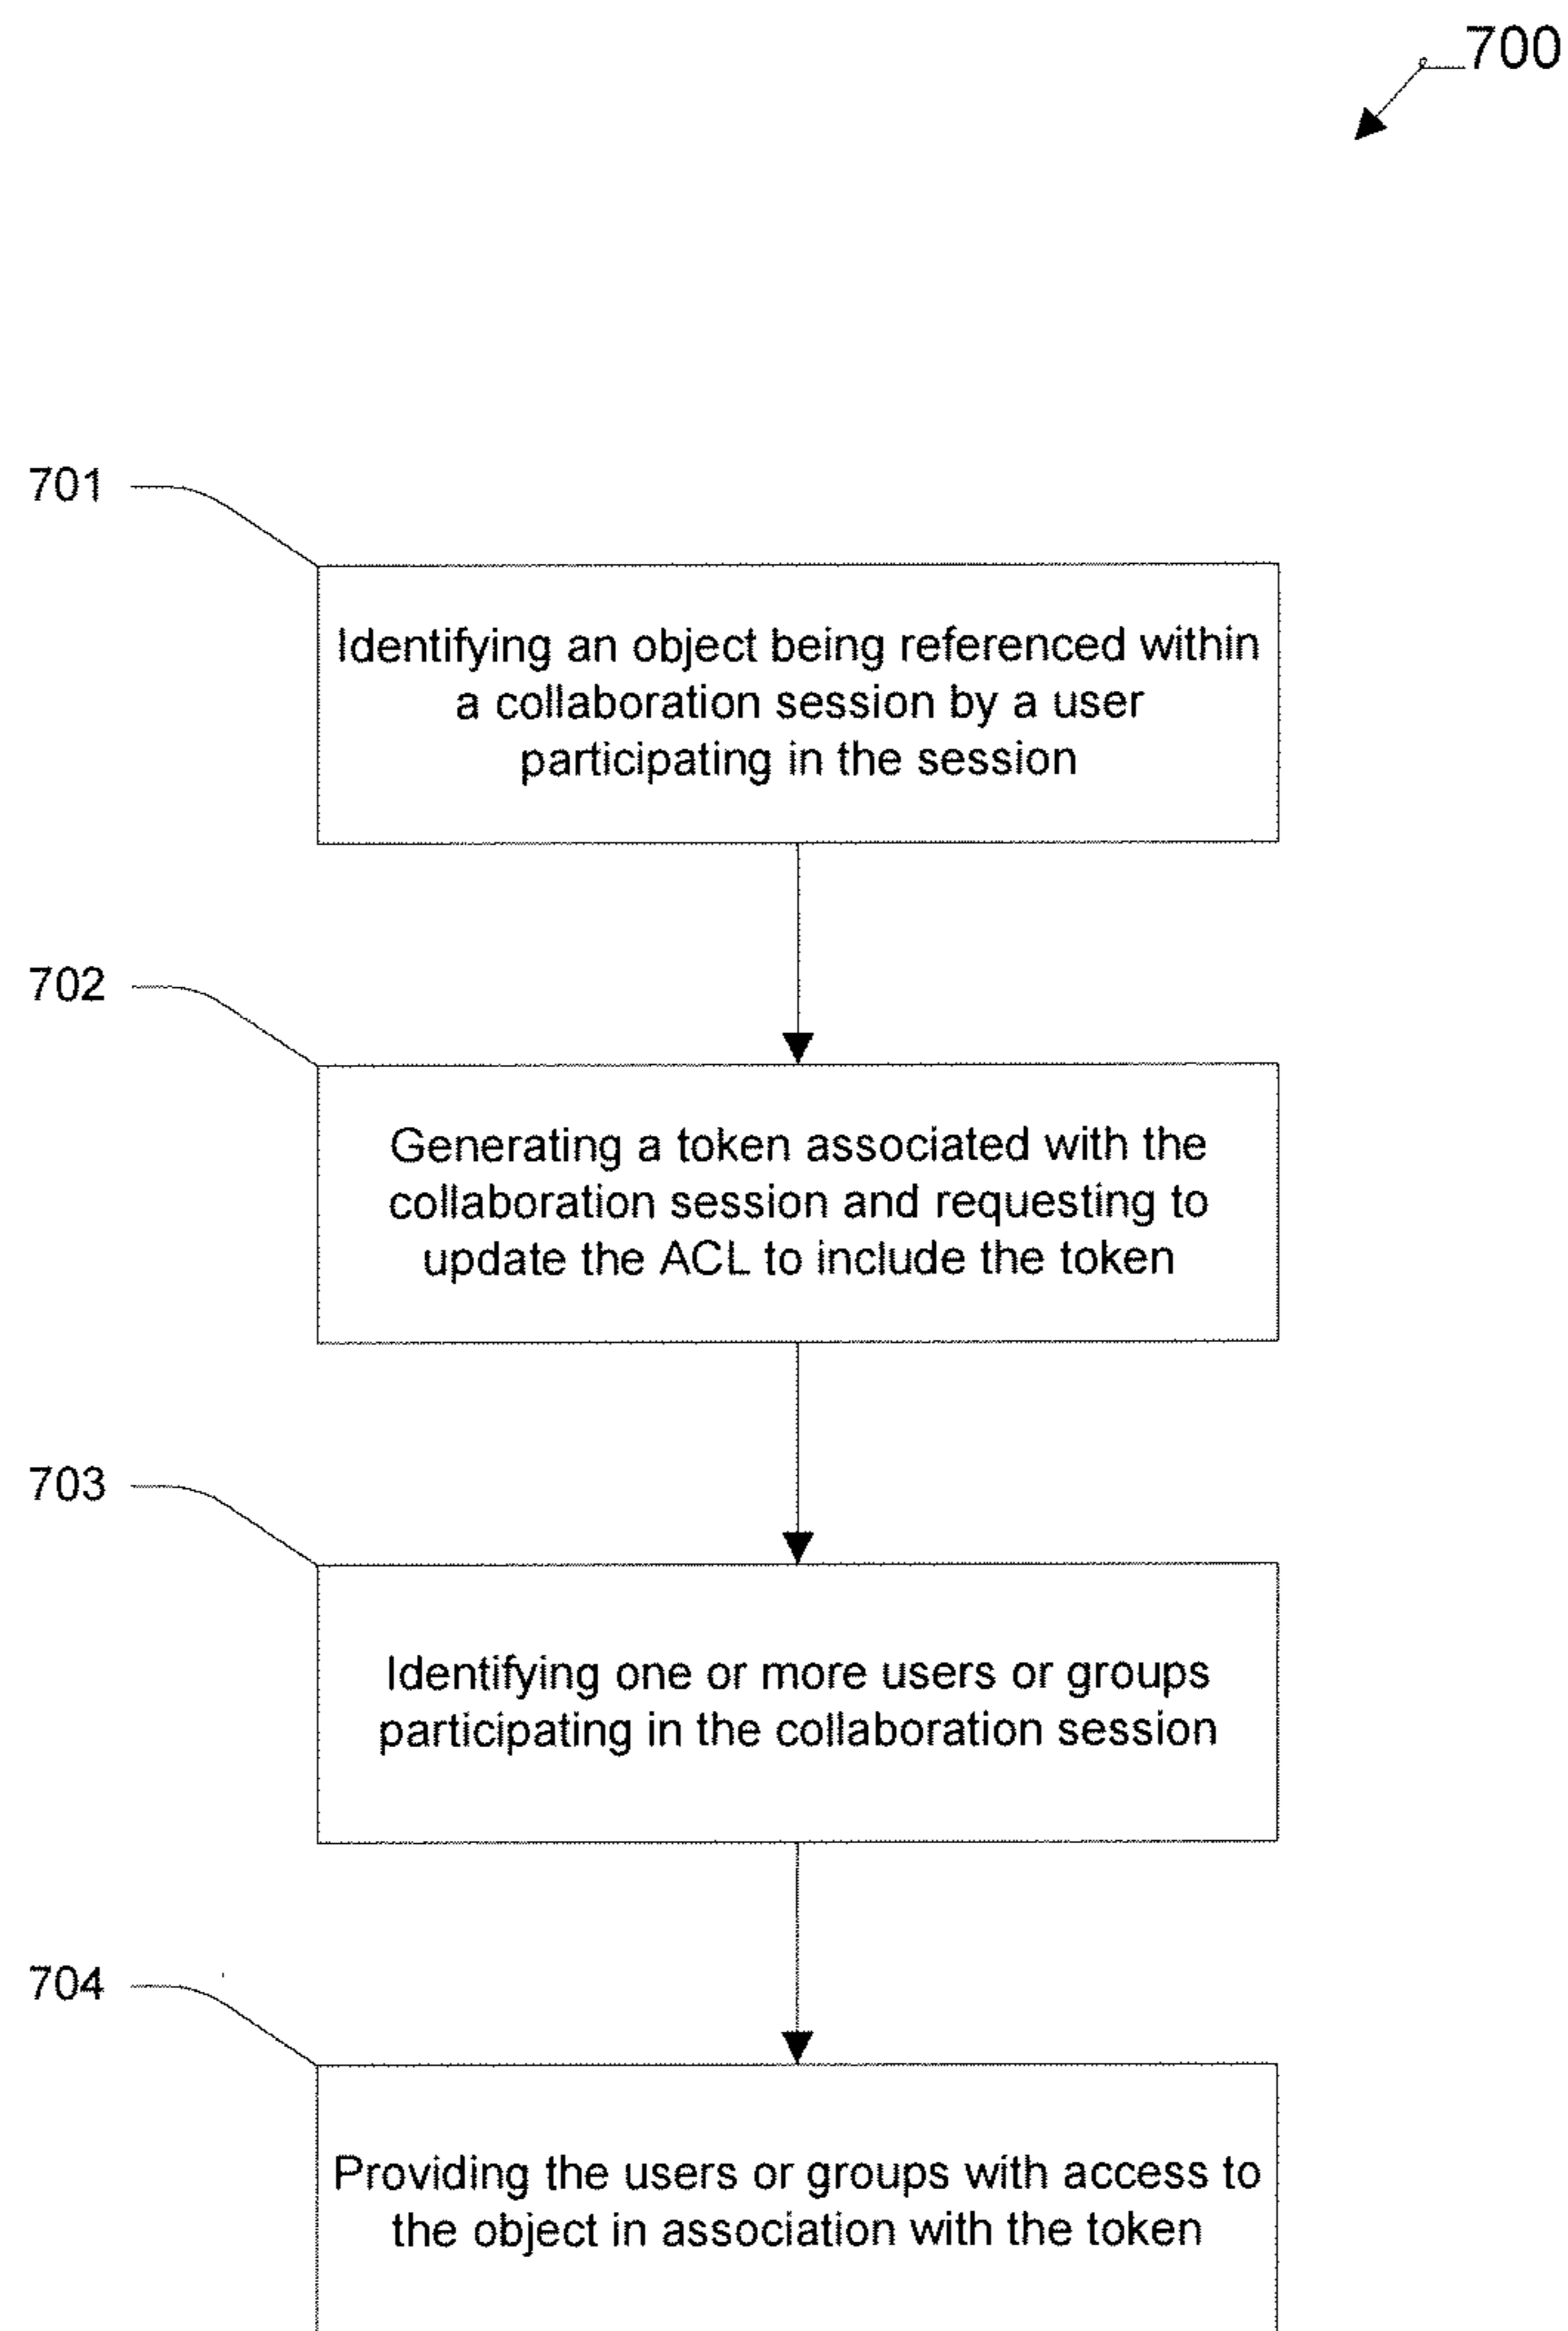 700
701
Identifying an object being referenced within
a collaboration session by a user
participating in the session
702
Generating a token associated with the
collaboration session and requesting to
update the ACL to include the token
703
Identifying one or more users or groups
participating in the collaboration session
704
Providing the users or groups with access to
the object in association with the token